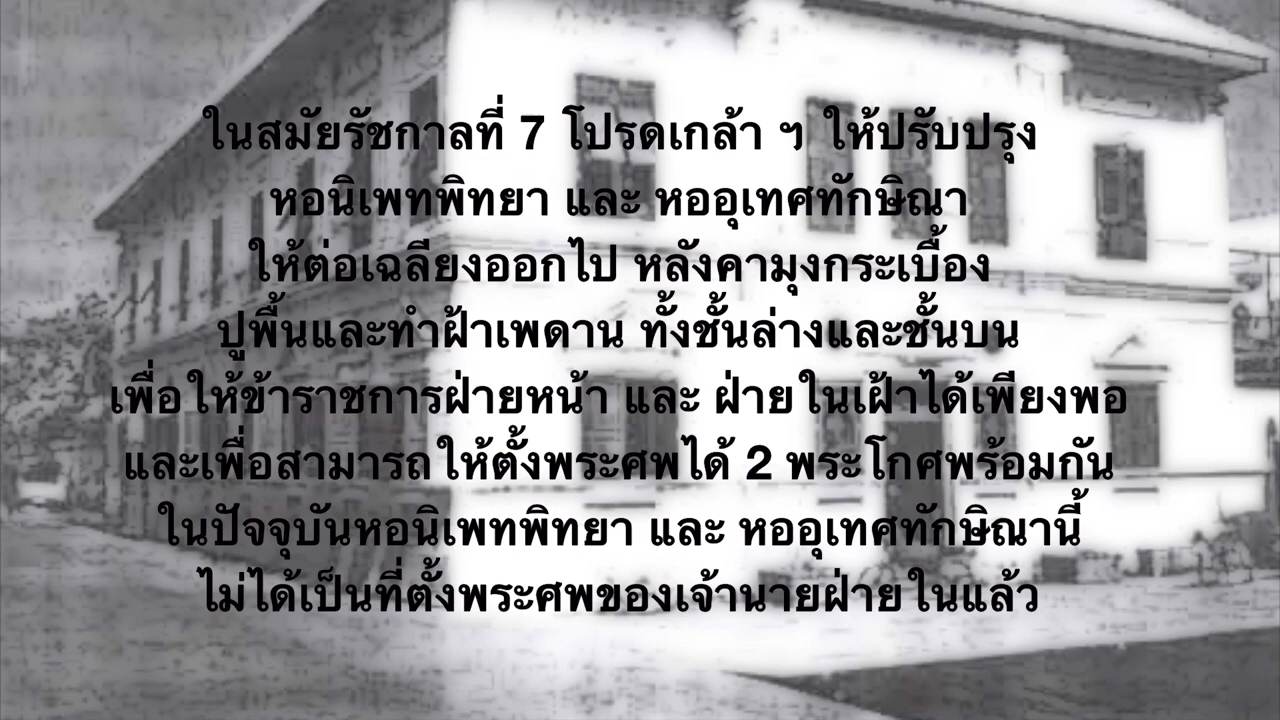 ในสมัยรัชกาลที่ 7 โปรดเกล้า ฯ ให้ปรับปรุง
หอนิเพทพิทยา และ หออุเทศทักษิณา
ให้ต่อเฉลียงออกไป หลังคามุงกระเบื้อง
ปูพื้นและทำฝ้าเพดาน ทั้งชั้นล่างและชั้นบน
เพื่อให้ข้าราชการฝ่ายหน้า และ ฝ่ายในเฝ้าได้เพียงพอ
และเพื่อสามารถให้ตั้งพระศพได้ 2 พระโกศพร้อมกัน
ในปัจจุบันหอนิเพทพิทยา และ หออุเทศทักษิณานี้
ไม่ได้เป็นที่ตั้งพระศพของเจ้านายฝ่ายในแล้ว